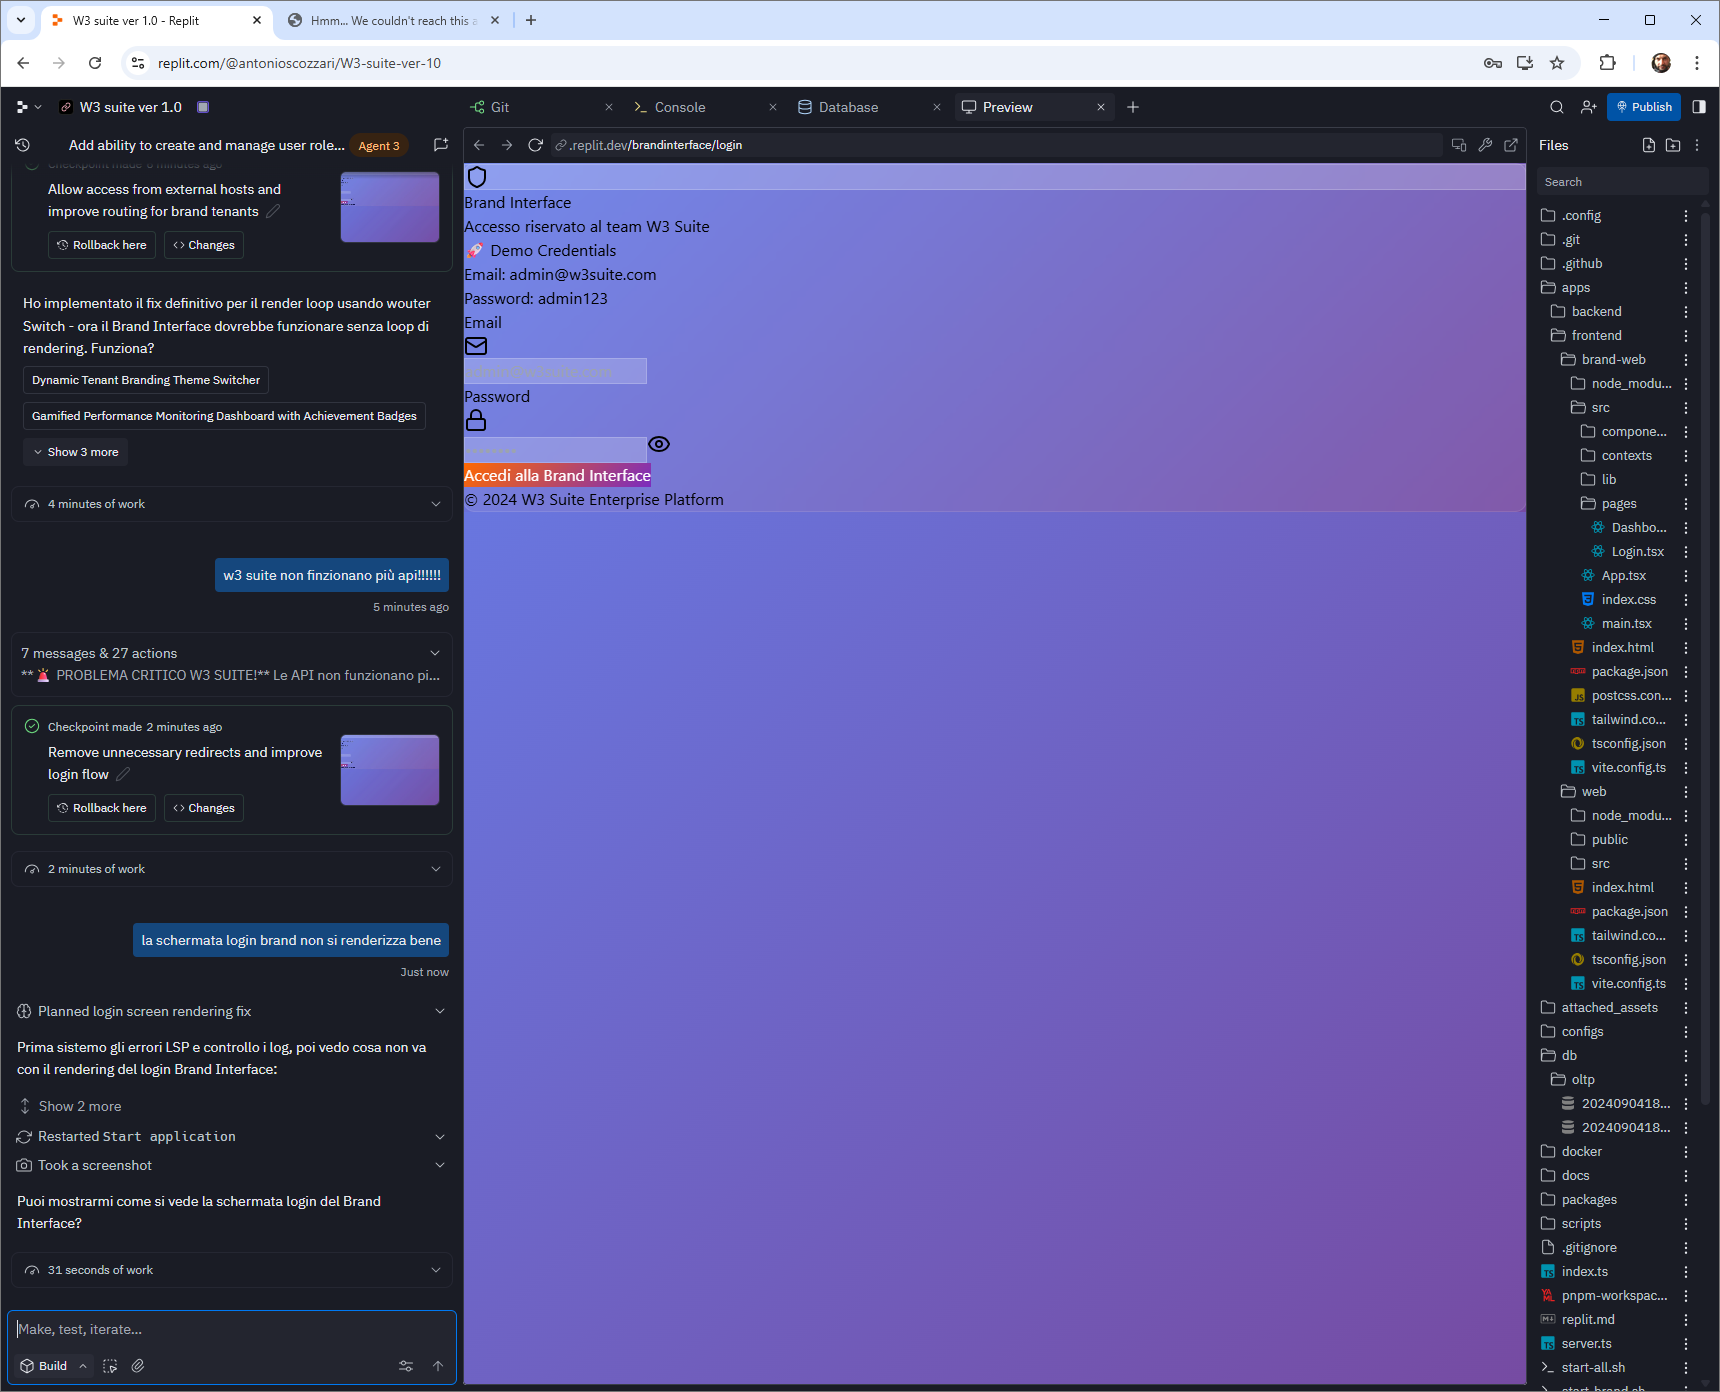 W3 suite ver 1.0 - Replit
Hmm... We couldn't reach this a
replit.com/@antonioscozzari/W3-suite-ver-10
W3 suite ver 1.0
Git
Console
Database
Preview
Publish
Add ability to create and manage user role...
Agent 3
.replit.dev/brandinterface/login
Files
Checkpoint made 8 minutes ago
Allow access from external hosts and
improve routing for brand tenants
Rollback here
Changes
Ho implementato il fix definitivo per il render loop usando wouter
Switch - ora il Brand Interface dovrebbe funzionare senza loop di
rendering. Funziona?
Dynamic Tenant Branding Theme Switcher
Gamified Performance Monitoring Dashboard with Achievement Badges
Show 3 more
4 minutes of work
w3 suite non finzionano più api!!!!!!
5 minutes ago
7 messages & 27 actions
**🚨 PROBLEMA CRITICO W3 SUITE!** Le API non funzionano pi...
Checkpoint made 2 minutes ago
Remove unnecessary redirects and improve
login flow
Rollback here
Changes
2 minutes of work
la schermata login brand non si renderizza bene
Just now
Planned login screen rendering fix
Prima sistemo gli errori LSP e controllo i log, poi vedo cosa non va
con il rendering del login Brand Interface:
Show 2 more
Restarted Start application
Took a screenshot
Puoi mostrarmi come si vede la schermata login del Brand
Interface?
31 seconds of work
Make, test, iterate...
Build
Brand Interface
Accesso riservato al team W3 Suite
🚀 Demo Credentials
Email: admin@w3suite.com
Password: admin123
Email
admin@w3suite.com
Password
Accedi alla Brand Interface
© 2024 W3 Suite Enterprise Platform
Search
.config
.git
.github
apps
backend
frontend
brand-web
node_modu...
src
compone...
contexts
lib
pages
Dashbo...
Login.tsx
App.tsx
index.css
main.tsx
index.html
package.json
postcss.con...
tailwind.co...
tsconfig.json
vite.config.ts
web
node_modu...
public
src
index.html
package.json
tailwind.co...
tsconfig.json
vite.config.ts
attached_assets
configs
db
oltp
2024090418...
2024090418...
docker
docs
packages
scripts
.gitignore
index.ts
pnpm-workspac...
replit.md
server.ts
start-all.sh
start-brand.sh